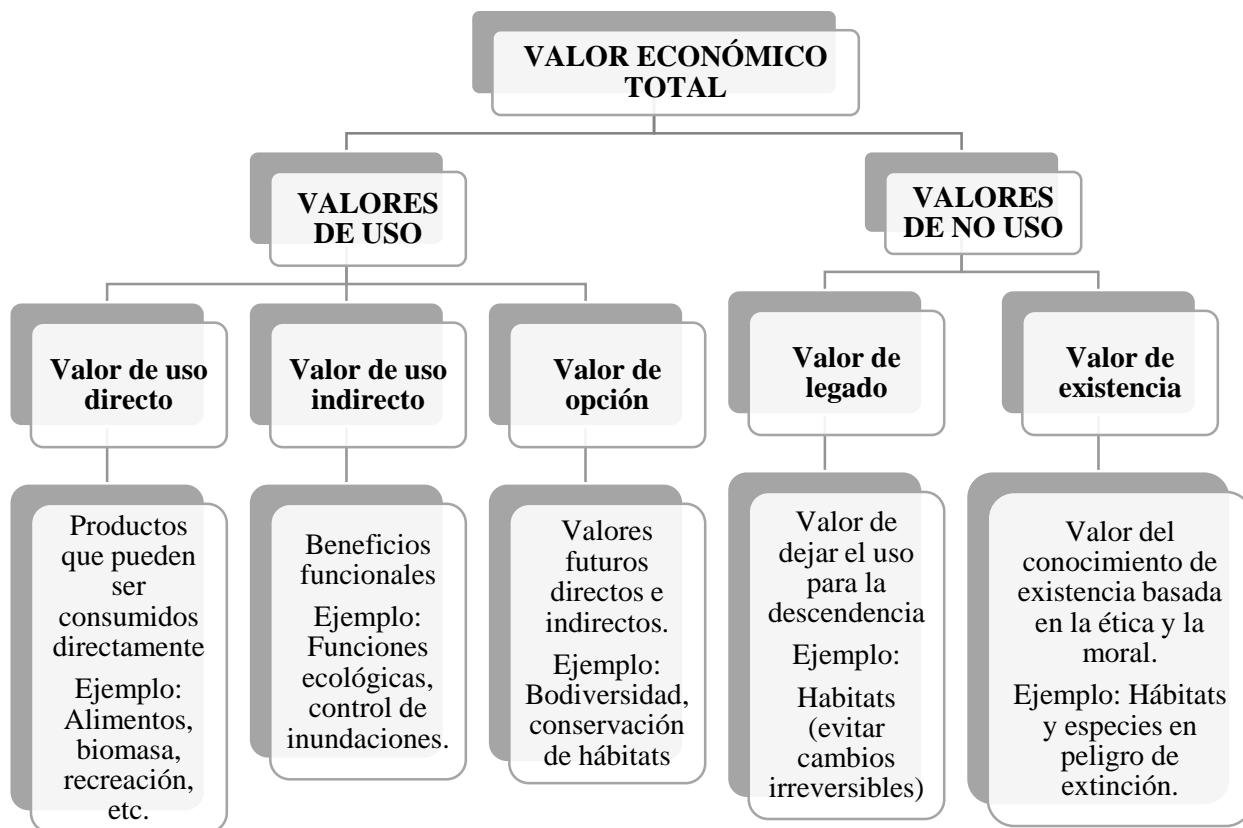 VALOR ECONÓMICO
TOTAL
VALORES
DE USO
VALORES
DE NO USO
Valor de uso
directo
Valor de uso
indirecto
Valor de
opción
Valor de
legado
Valor de
existencia
Productos
que pueden
ser
consumidos
directamente
Ejemplo:
Alimentos,
biomasa,
recreación,
etc.
Beneficios
funcionales
Ejemplo:
Funciones
ecológicas,
control de
inundaciones.
Valores
futuros
directos e
indirectos.
Ejemplo:
Bodiversidad,
conservación
de hábitats
Valor de
dejar el uso
para la
descendencia
Ejemplo:
Habitats
(evitar
cambios
irreversibles)
Valor del
conocimiento de
existencia basada
en la ética y la
moral.
Ejemplo: Hábitats
y especies en
peligro de
extinción.